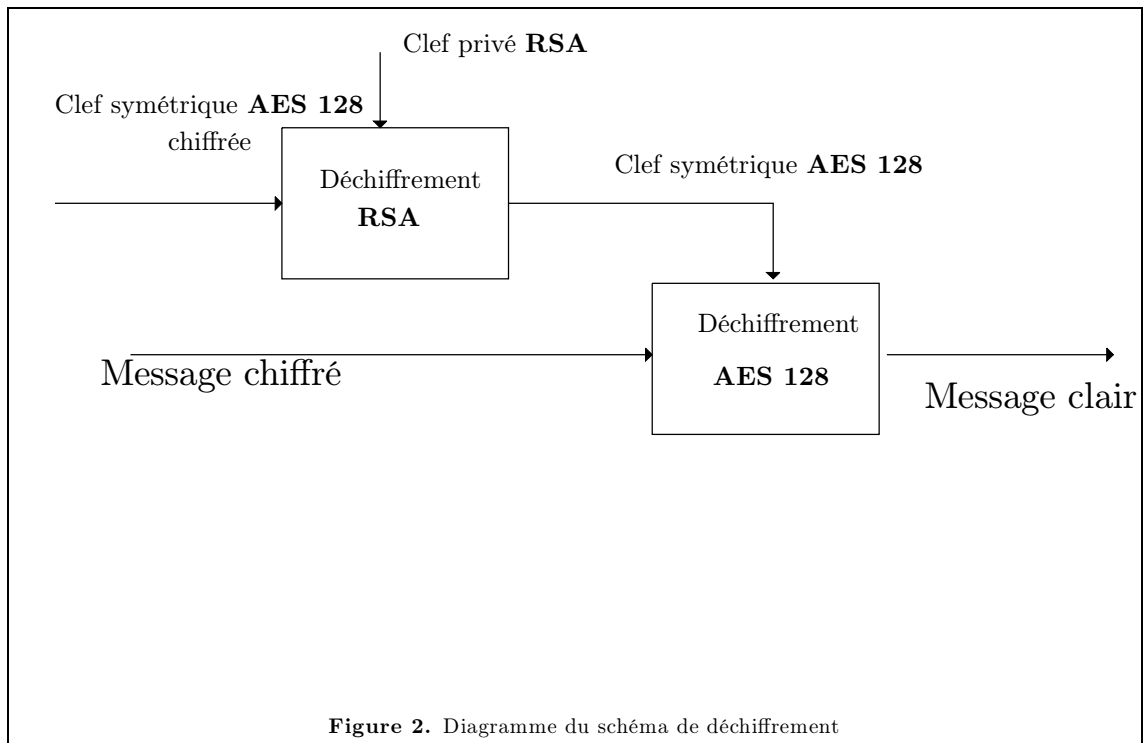 Clef privé RSA
Clef symétrique AES 128
chiffrée
Déchiffrement
RSA
Clef symétrique AES 128
Message chiffré
Déchiffrement
AES 128
Message clair
Figure 2. Diagramme du schéma de déchiffrement